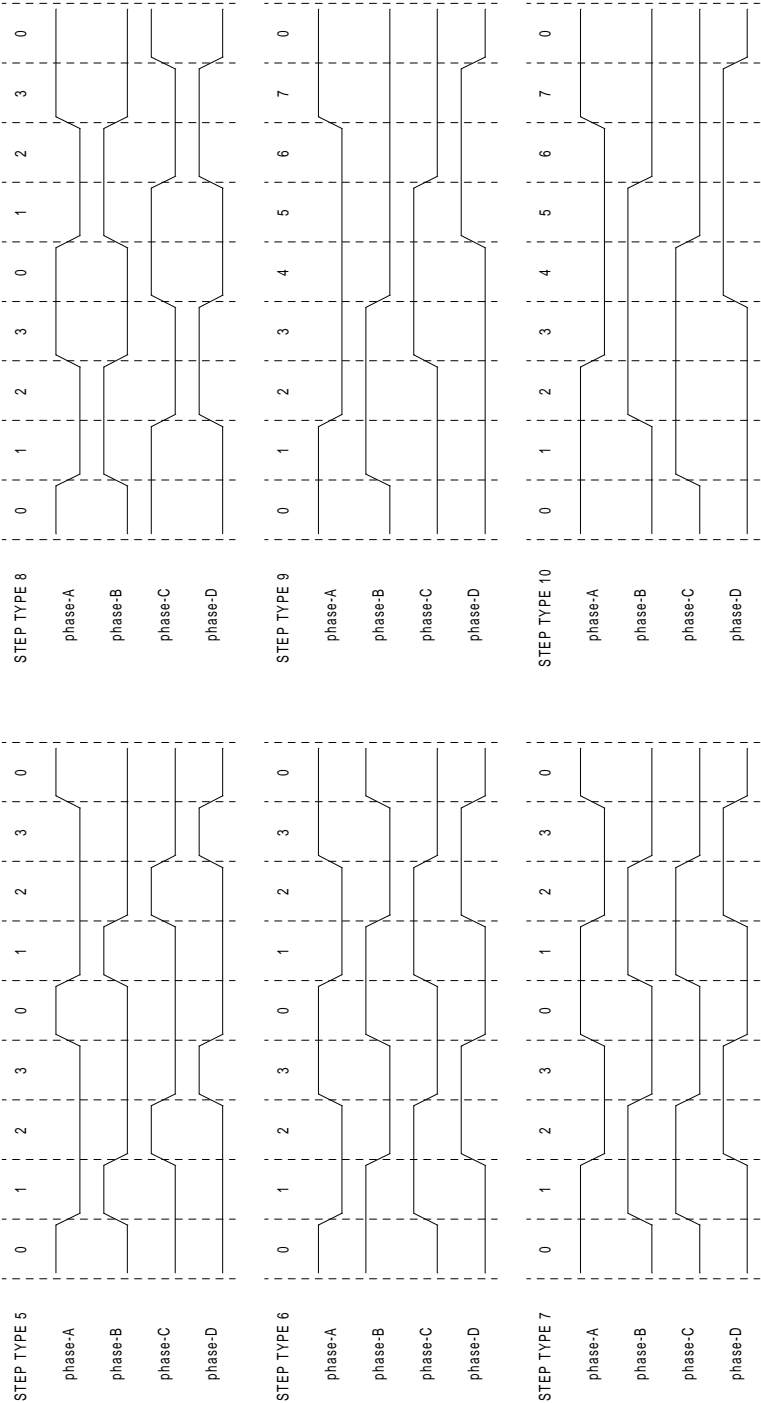 STEP TYPE 5
0 1 2 3 0 1 2 3 0
phase-A
phase-B
phase-C
phase-D
STEP TYPE 8
0 1 2 3 0 1 2 3 0
phase-A
phase-B
phase-C
phase-D
STEP TYPE 6
0 1 2 3 0 1 2 3 0
phase-A
phase-B
phase-C
phase-D
STEP TYPE 9
0 1 2 3 4 5 6 7 0
phase-A
phase-B
phase-C
phase-D
STEP TYPE 7
0 1 2 3 0 1 2 3 0
phase-A
phase-B
phase-C
phase-D
STEP TYPE 10
0 1 2 3 4 5 6 7 0
phase-A
phase-B
phase-C
phase-D